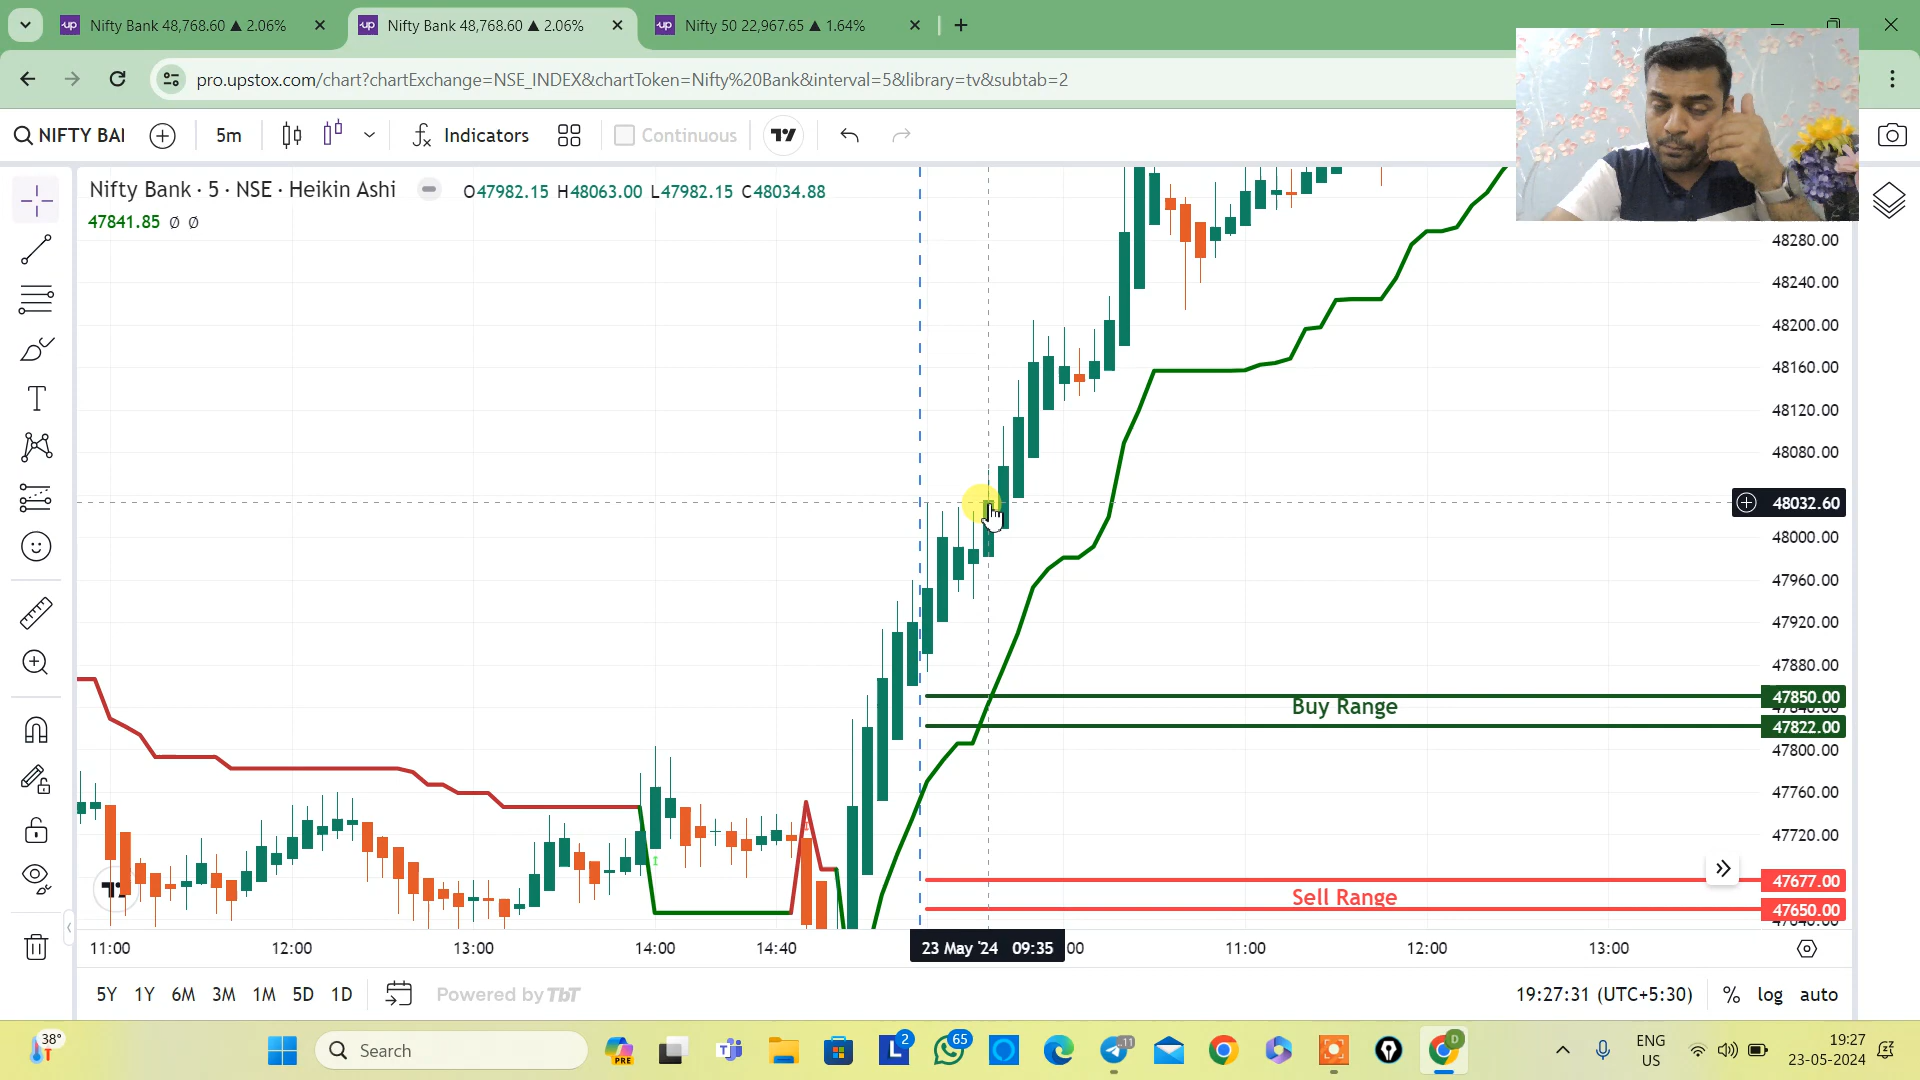 Nifty Bank 48,768.60 ▲ 2.06%
Nifty Bank 48,768.60 ▲ 2.06%
Nifty 50 22,967.65 ▲ 1.64%
pro.upstox.com/chart?chartExchange=NSE_INDEX&chartToken=Nifty%20Bank&interval=5&library=tv&subtab=2
NIFTY BAI
5m
Indicators
Continuous
Nifty Bank · 5 · NSE · Heikin Ashi
O47982.15 H48063.00 L47982.15 C48034.88
47841.85 Ø Ø
48280.00
48240.00
48200.00
48160.00
48120.00
48080.00
48032.60
48000.00
47960.00
47920.00
47880.00
47850.00
Buy Range
47822.00
47800.00
47760.00
47720.00
47677.00
Sell Range
47650.00
11:00
12:00
13:00
14:00
14:40
23 May '24 09:35
:00
11:00
12:00
13:00
5Y 1Y 6M 3M 1M 5D 1D
Powered by TbT
19:27:31 (UTC+5:30)
% log auto
38°
Search
PRE
2
65
11
D
ENG
US
19:27
23-05-2024